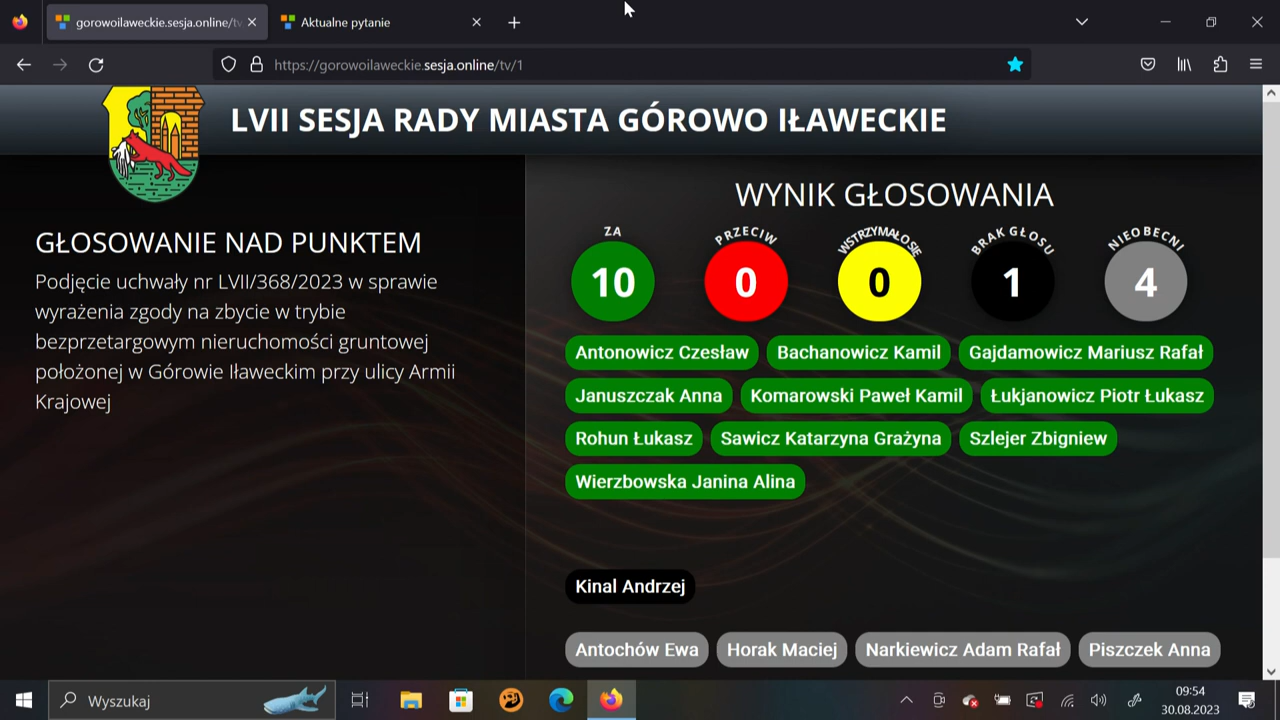 gorowoilaweckie.sesja.online/tv
Aktualne pytanie
https://gorowoilaweckie.sesja.online/tv/1
LVII SESJA RADY MIASTA GÓROWO IŁAWECKIE
GŁOSOWANIE NAD PUNKTEM
Podjęcie uchwały nr LVII/368/2023 w sprawie
wyrażenia zgody na zbycie w trybie
bezprzetargowym nieruchomości gruntowej
położonej w Górowie Iławeckim przy ulicy Armii
Krajowej
WYNIK GŁOSOWANIA
ZA PRZECIW WSTRZYMAŁO SIĘ BRAK GŁOSU NIEOBECNI
10 0 0 1 4
Antonowicz Czesław Bachanowicz Kamil Gajdamowicz Mariusz Rafał
Januszczak Anna Komarowski Paweł Kamil Łukjanowicz Piotr Łukasz
Rohun Łukasz Sawicz Katarzyna Grażyna Szlejer Zbigniew
Wierzbowska Janina Alina
Kinal Andrzej
Antochów Ewa Horak Maciej Narkiewicz Adam Rafał Piszczek Anna
Wyszukaj
09:54
30.08.2023